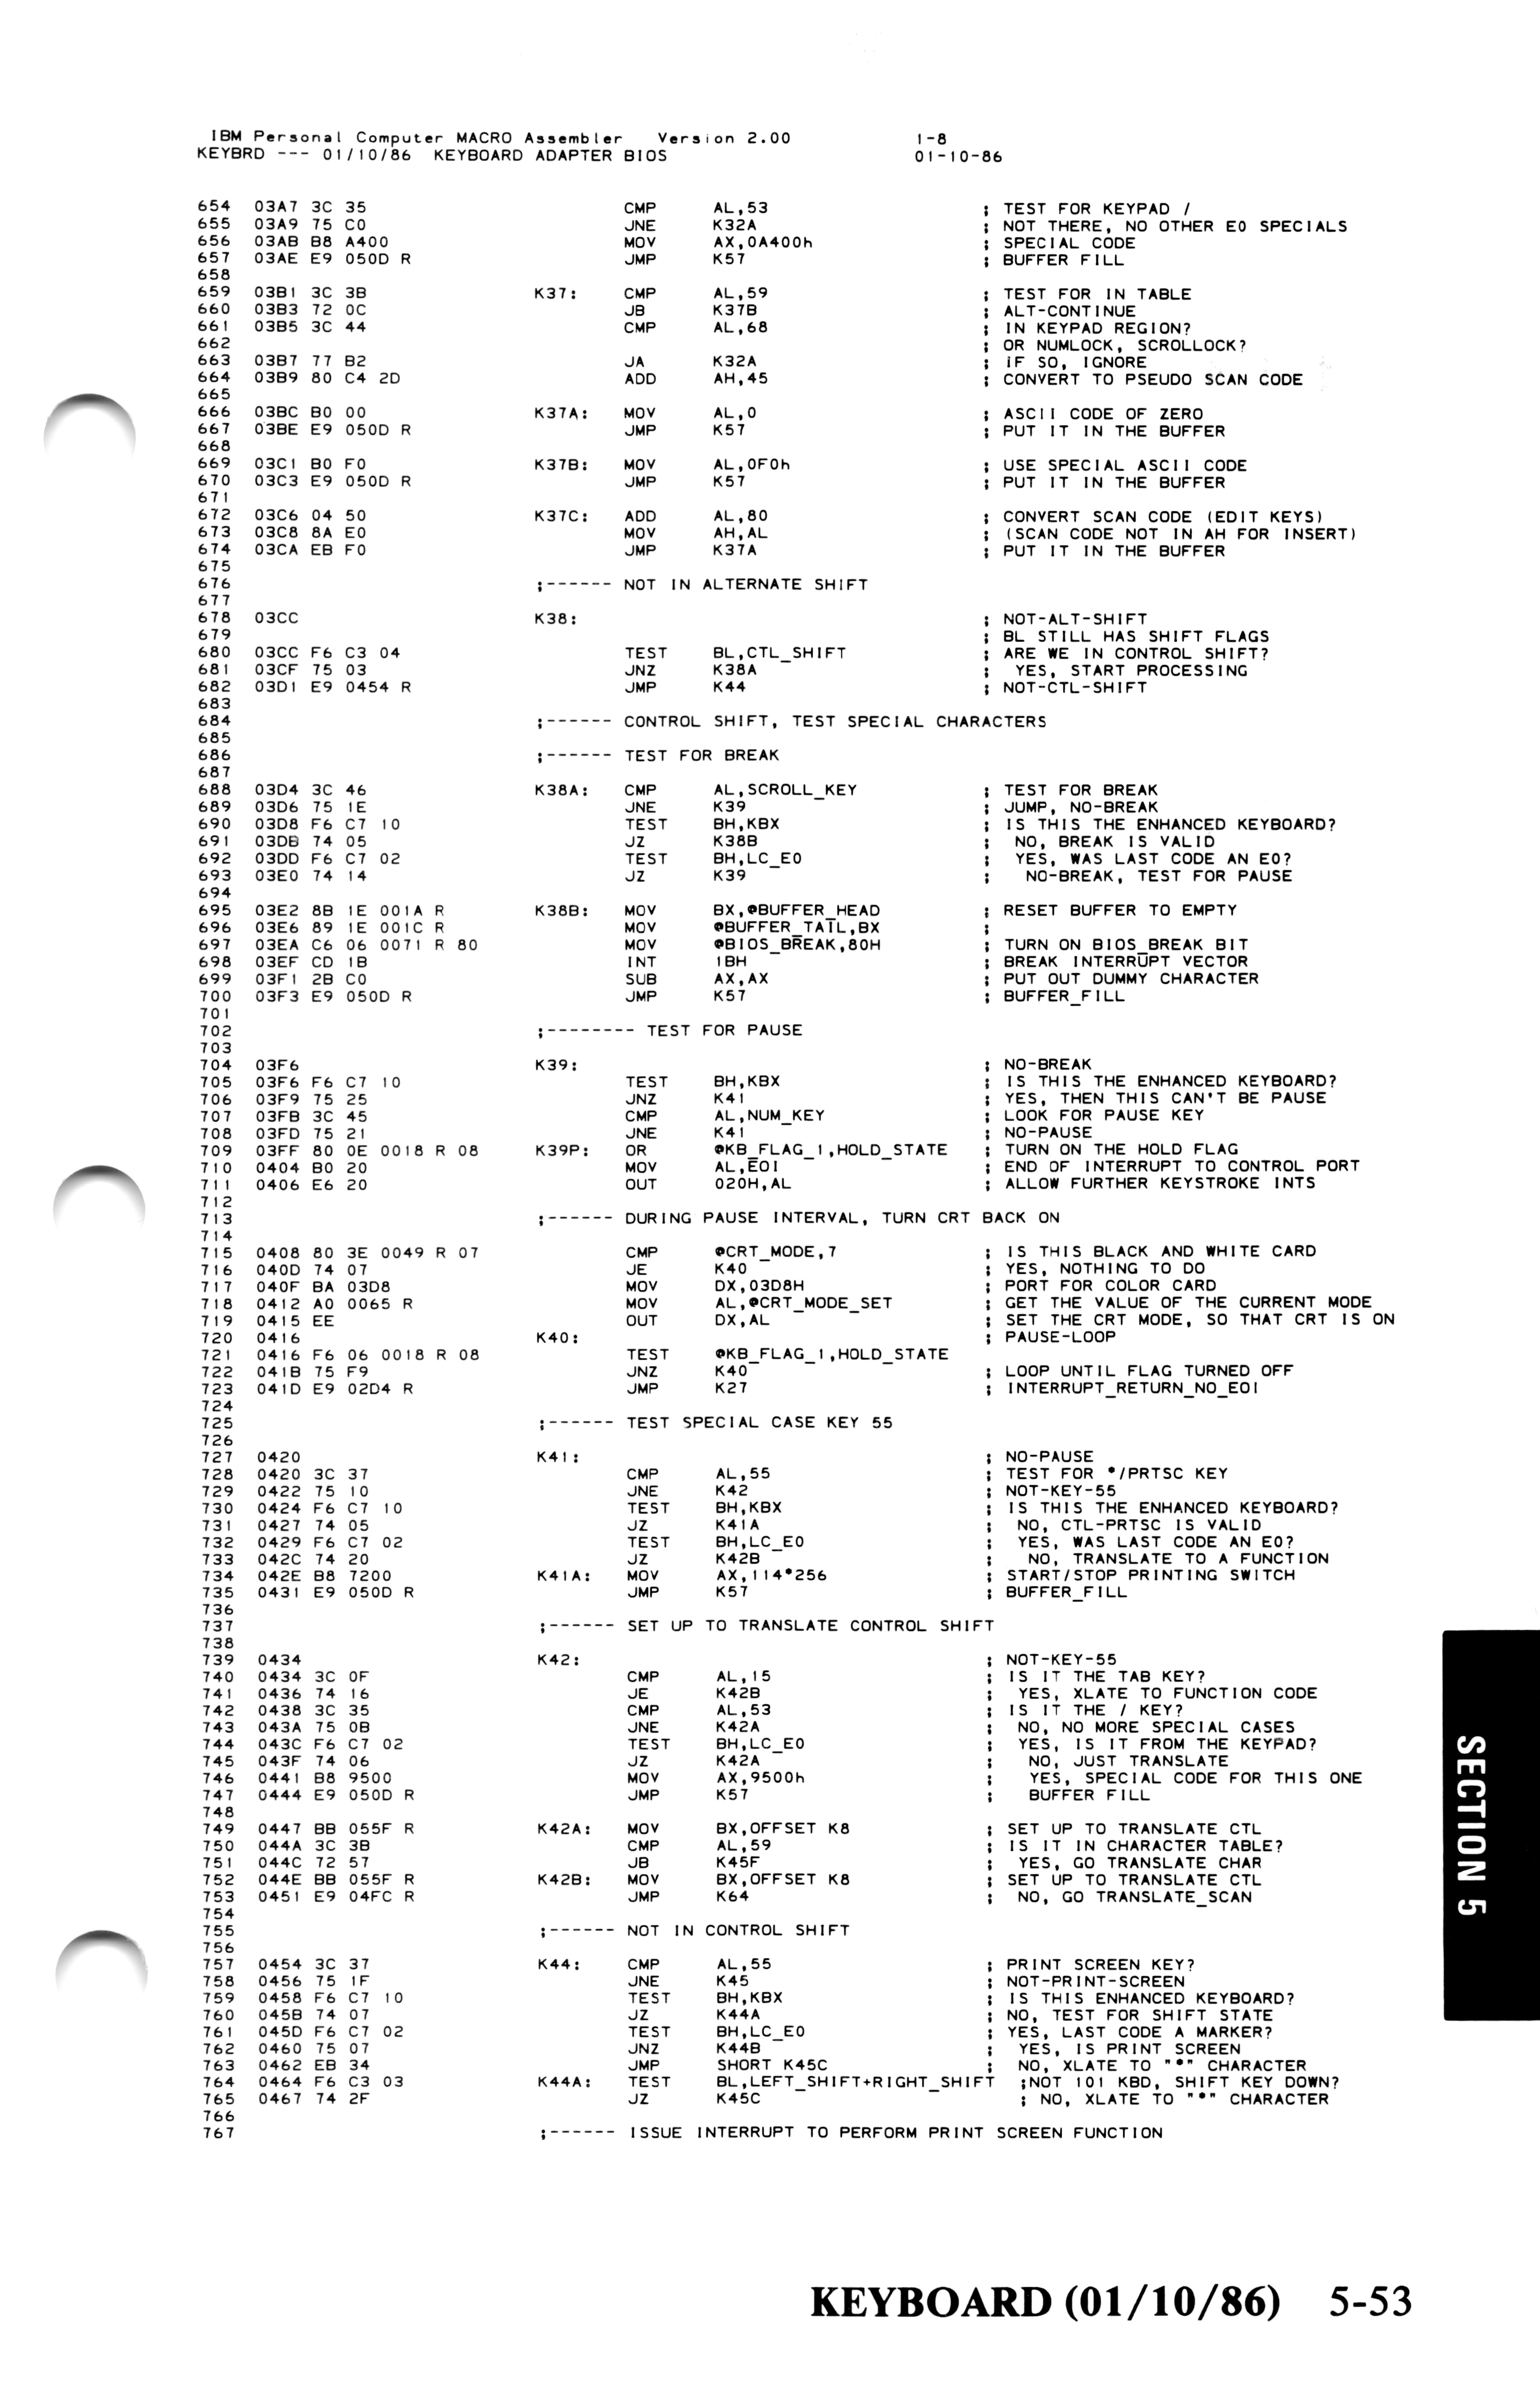 IBM Personal Computer MACRO Assembler   Version 2.00          1-8
KEYBRD --- 01/10/86  KEYBOARD ADAPTER BIOS                    01-10-86
654  03A7 3C 35                        CMP     AL,53                  ; TEST FOR KEYPAD /
655  03A9 75 C0                        JNE     K32A                   ; NOT THERE, NO OTHER E0 SPECIALS
656  03AB B8 A400                      MOV     AX,0A400h              ; SPECIAL CODE
657  03AE E9 050D R                    JMP     K57                    ; BUFFER FILL
658
659  03B1 3C 3B                K37:    CMP     AL,59                  ; TEST FOR IN TABLE
660  03B3 72 0C                        JB      K37B                   ; ALT-CONTINUE
661  03B5 3C 44                        CMP     AL,68                  ; IN KEYPAD REGION?
662                                                                   ; OR NUMLOCK, SCROLLOCK?
663  03B7 77 B2                        JA      K32A                   ; IF SO, IGNORE
664  03B9 80 C4 2D                     ADD     AH,45                  ; CONVERT TO PSEUDO SCAN CODE
665
666  03BC B0 00                K37A:   MOV     AL,0                   ; ASCII CODE OF ZERO
667  03BE E9 050D R                    JMP     K57                    ; PUT IT IN THE BUFFER
668
669  03C1 B0 F0                K37B:   MOV     AL,0F0h                ; USE SPECIAL ASCII CODE
670  03C3 E9 050D R                    JMP     K57                    ; PUT IT IN THE BUFFER
671
672  03C6 04 50                K37C:   ADD     AL,80                  ; CONVERT SCAN CODE (EDIT KEYS)
673  03C8 8A E0                        MOV     AH,AL                  ; (SCAN CODE NOT IN AH FOR INSERT)
674  03CA EB F0                        JMP     K37A                   ; PUT IT IN THE BUFFER
675
676                            ;------ NOT IN ALTERNATE SHIFT
677
678  03CC                      K38:                                   ; NOT-ALT-SHIFT
679                                                                   ; BL STILL HAS SHIFT FLAGS
680  03CC F6 C3 04                     TEST    BL,CTL_SHIFT           ; ARE WE IN CONTROL SHIFT?
681  03CF 75 03                        JNZ     K38A                   ;  YES, START PROCESSING
682  03D1 E9 0454 R                    JMP     K44                    ; NOT-CTL-SHIFT
683
684                            ;------ CONTROL SHIFT, TEST SPECIAL CHARACTERS
685
686                            ;------ TEST FOR BREAK
687
688  03D4 3C 46                K38A:   CMP     AL,SCROLL_KEY          ; TEST FOR BREAK
689  03D6 75 1E                        JNE     K39                    ; JUMP, NO-BREAK
690  03D8 F6 C7 10                     TEST    BH,KBX                 ; IS THIS THE ENHANCED KEYBOARD?
691  03DB 74 05                        JZ      K38B                   ;  NO, BREAK IS VALID
692  03DD F6 C7 02                     TEST    BH,LC_E0               ;  YES, WAS LAST CODE AN E0?
693  03E0 74 14                        JZ      K39                    ;   NO-BREAK, TEST FOR PAUSE
694
695  03E2 8B 1E 001A R         K38B:   MOV     BX,@BUFFER_HEAD        ; RESET BUFFER TO EMPTY
696  03E6 89 1E 001C R                 MOV     @BUFFER_TAIL,BX        ;
697  03EA C6 06 0071 R 80              MOV     @BIOS_BREAK,80H        ; TURN ON BIOS_BREAK BIT
698  03EF CD 1B                        INT     1BH                    ; BREAK INTERRUPT VECTOR
699  03F1 2B C0                        SUB     AX,AX                  ; PUT OUT DUMMY CHARACTER
700  03F3 E9 050D R                    JMP     K57                    ; BUFFER_FILL
701
702                            ;-------- TEST FOR PAUSE
703
704  03F6                      K39:                                   ; NO-BREAK
705  03F6 F6 C7 10                     TEST    BH,KBX                 ; IS THIS THE ENHANCED KEYBOARD?
706  03F9 75 25                        JNZ     K41                    ; YES, THEN THIS CAN'T BE PAUSE
707  03FB 3C 45                        CMP     AL,NUM_KEY             ; LOOK FOR PAUSE KEY
708  03FD 75 21                        JNE     K41                    ; NO-PAUSE
709  03FF 80 0E 0018 R 08      K39P:   OR      @KB_FLAG_1,HOLD_STATE  ; TURN ON THE HOLD FLAG
710  0404 B0 20                        MOV     AL,EOI                 ; END OF INTERRUPT TO CONTROL PORT
711  0406 E6 20                        OUT     020H,AL                ; ALLOW FURTHER KEYSTROKE INTS
712
713                            ;------ DURING PAUSE INTERVAL, TURN CRT BACK ON
714
715  0408 80 3E 0049 R 07              CMP     @CRT_MODE,7            ; IS THIS BLACK AND WHITE CARD
716  040D 74 07                        JE      K40                    ; YES, NOTHING TO DO
717  040F BA 03D8                      MOV     DX,03D8H               ; PORT FOR COLOR CARD
718  0412 A0 0065 R                    MOV     AL,@CRT_MODE_SET       ; GET THE VALUE OF THE CURRENT MODE
719  0415 EE                           OUT     DX,AL                  ; SET THE CRT MODE, SO THAT CRT IS ON
720  0416                      K40:                                   ; PAUSE-LOOP
721  0416 F6 06 0018 R 08              TEST    @KB_FLAG_1,HOLD_STATE
722  041B 75 F9                        JNZ     K40                    ; LOOP UNTIL FLAG TURNED OFF
723  041D E9 02D4 R                    JMP     K27                    ; INTERRUPT_RETURN_NO_EOI
724
725                            ;------ TEST SPECIAL CASE KEY 55
726
727  0420                      K41:                                   ; NO-PAUSE
728  0420 3C 37                        CMP     AL,55                  ; TEST FOR */PRTSC KEY
729  0422 75 10                        JNE     K42                    ; NOT-KEY-55
730  0424 F6 C7 10                     TEST    BH,KBX                 ; IS THIS THE ENHANCED KEYBOARD?
731  0427 74 05                        JZ      K41A                   ;  NO, CTL-PRTSC IS VALID
732  0429 F6 C7 02                     TEST    BH,LC_E0               ;  YES, WAS LAST CODE AN E0?
733  042C 74 20                        JZ      K42B                   ;   NO, TRANSLATE TO A FUNCTION
734  042E B8 7200              K41A:   MOV     AX,114*256             ; START/STOP PRINTING SWITCH
735  0431 E9 050D R                    JMP     K57                    ; BUFFER_FILL
736
737                            ;------ SET UP TO TRANSLATE CONTROL SHIFT
738
739  0434                      K42:                                   ; NOT-KEY-55
740  0434 3C 0F                        CMP     AL,15                  ; IS IT THE TAB KEY?
741  0436 74 16                        JE      K42B                   ;  YES, XLATE TO FUNCTION CODE
742  0438 3C 35                        CMP     AL,53                  ; IS IT THE / KEY?
743  043A 75 0B                        JNE     K42A                   ;  NO, NO MORE SPECIAL CASES
744  043C F6 C7 02                     TEST    BH,LC_E0               ;  YES, IS IT FROM THE KEYPAD?
745  043F 74 06                        JZ      K42A                   ;   NO, JUST TRANSLATE
746  0441 B8 9500                      MOV     AX,9500h               ;   YES, SPECIAL CODE FOR THIS ONE
747  0444 E9 050D R                    JMP     K57                    ;   BUFFER FILL
748
749  0447 BB 055F R            K42A:   MOV     BX,OFFSET K8           ; SET UP TO TRANSLATE CTL
750  044A 3C 3B                        CMP     AL,59                  ; IS IT IN CHARACTER TABLE?
751  044C 72 57                        JB      K45F                   ;  YES, GO TRANSLATE CHAR
752  044E BB 055F R            K42B:   MOV     BX,OFFSET K8           ; SET UP TO TRANSLATE CTL
753  0451 E9 04FC R                    JMP     K64                    ;  NO, GO TRANSLATE_SCAN
754
755                            ;------ NOT IN CONTROL SHIFT
756
757  0454 3C 37                K44:    CMP     AL,55                  ; PRINT SCREEN KEY?
758  0456 75 1F                        JNE     K45                    ; NOT-PRINT-SCREEN
759  0458 F6 C7 10                     TEST    BH,KBX                 ; IS THIS ENHANCED KEYBOARD?
760  045B 74 07                        JZ      K44A                   ; NO, TEST FOR SHIFT STATE
761  045D F6 C7 02                     TEST    BH,LC_E0               ; YES, LAST CODE A MARKER?
762  0460 75 07                        JNZ     K44B                   ;  YES, IS PRINT SCREEN
763  0462 EB 34                        JMP     SHORT K45C             ;  NO, XLATE TO "*" CHARACTER
764  0464 F6 C3 03             K44A:   TEST    BL,LEFT_SHIFT+RIGHT_SHIFT  ;NOT 101 KBD, SHIFT KEY DOWN?
765  0467 74 2F                        JZ      K45C                       ; NO, XLATE TO "*" CHARACTER
766
767                            ;------ ISSUE INTERRUPT TO PERFORM PRINT SCREEN FUNCTION
SECTION 5
KEYBOARD (01/10/86)   5-53